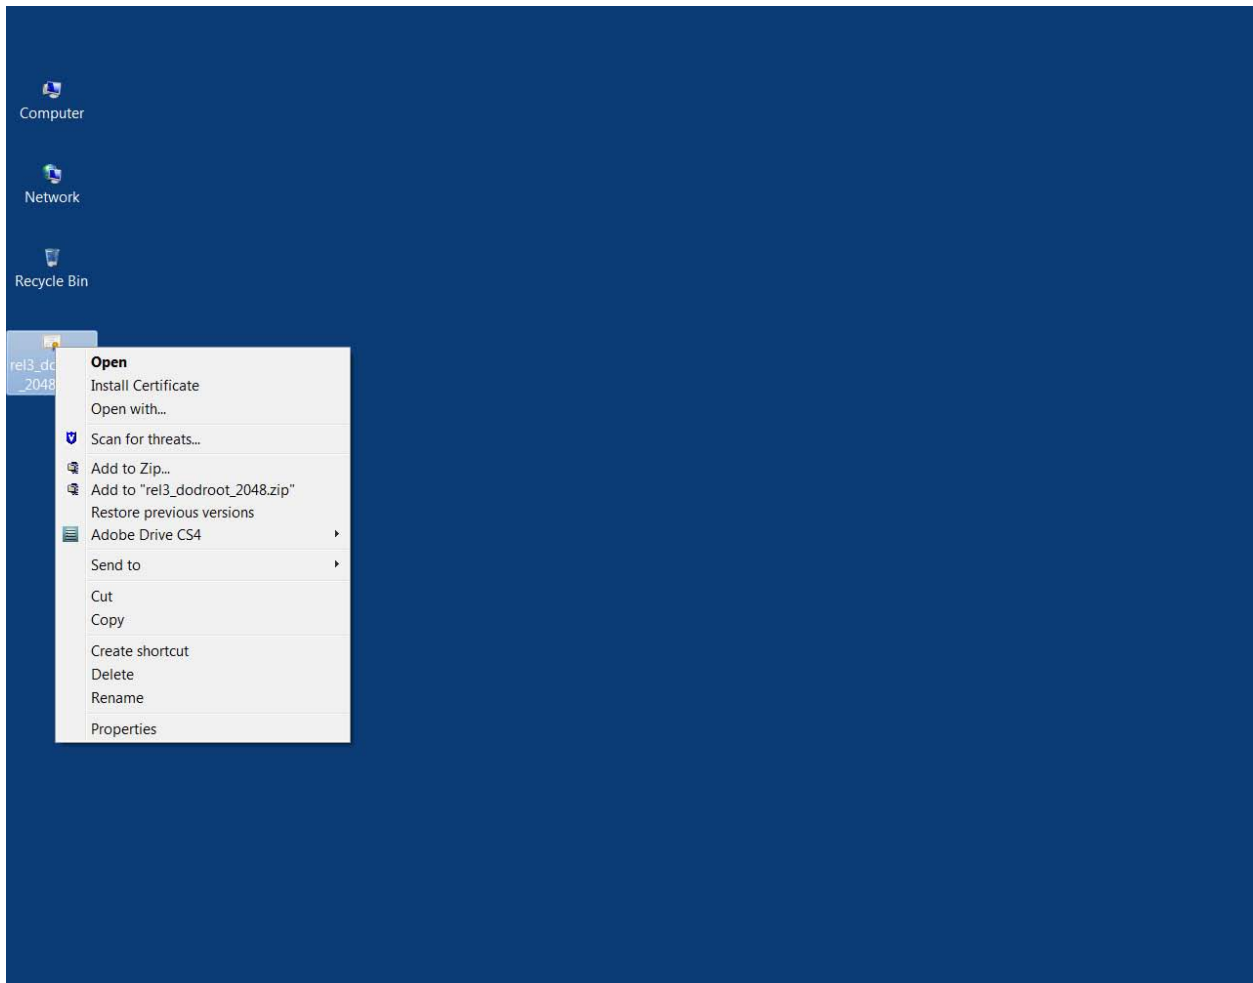 Computer
Network
Recycle Bin
rel3_dc
_2048
Open
Install Certificate
Open with...
Scan for threats...
Add to Zip...
Add to "rel3_dodroot_2048.zip"
Restore previous versions
Adobe Drive CS4
Send to
Cut
Copy
Create shortcut
Delete
Rename
Properties